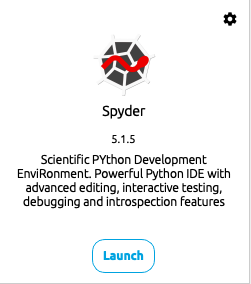 Spyder
5.1.5
Scientific PYthon Development
EnviRonment. Powerful Python IDE with
advanced editing, interactive testing,
debugging and introspection features
Launch